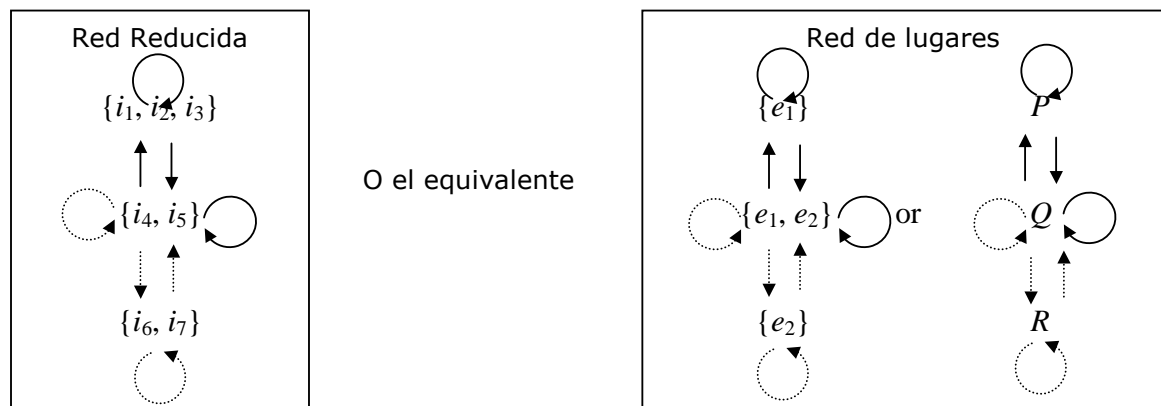 Red Reducida
{i₁, i₂, i₃}
{i₄, i₅}
{i₆, i₇}
O el equivalente
Red de lugares
{e₁}
{e₁, e₂}
{e₂}
or
P
Q
R